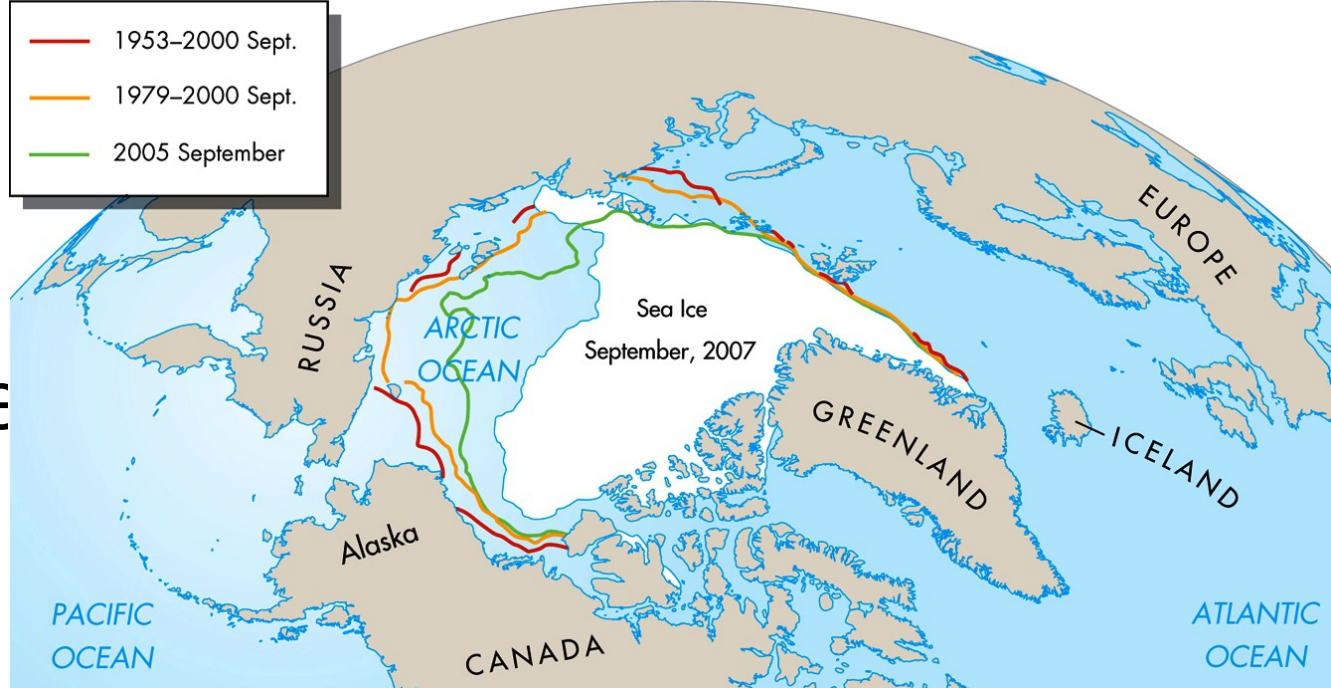 1953–2000 Sept.
1979–2000 Sept.
2005 September
EUROPE
RUSSIA
Sea Ice
September, 2007
ARCTIC
OCEAN
GREENLAND
ICELAND
Alaska
PACIFIC
OCEAN
CANADA
ATLANTIC
OCEAN